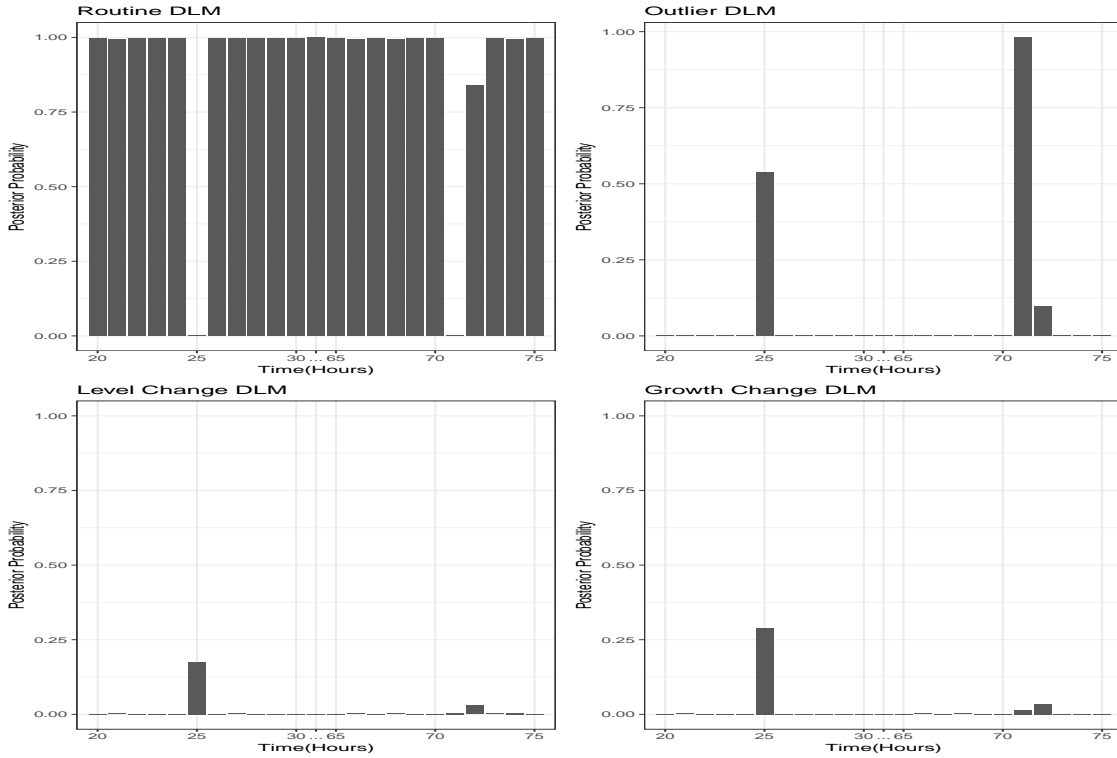 Routine DLM
Posterior Probability
1.00
0.75
0.50
0.25
0.00
20 25 30 ... 65 70 75
Time(Hours)
Outlier DLM
Posterior Probability
1.00
0.75
0.50
0.25
0.00
20 25 30 ... 65 70 75
Time(Hours)
Level Change DLM
Posterior Probability
1.00
0.75
0.50
0.25
0.00
20 25 30 ... 65 70 75
Time(Hours)
Growth Change DLM
Posterior Probability
1.00
0.75
0.50
0.25
0.00
20 25 30 ... 65 70 75
Time(Hours)